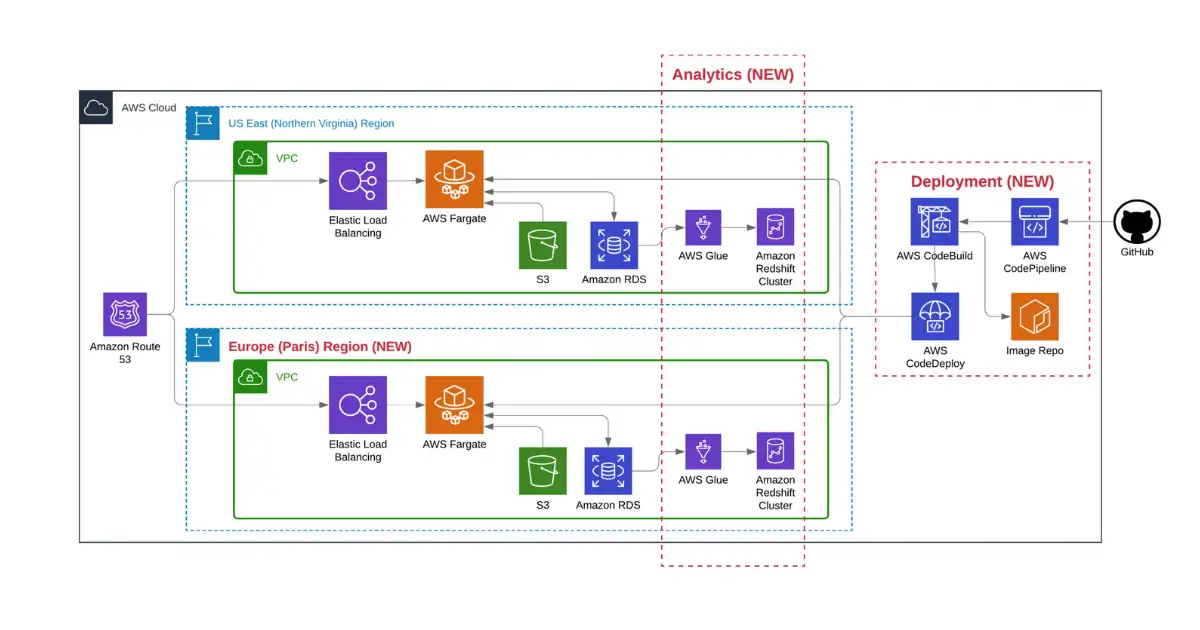 Analytics (NEW)
AWS Cloud
US East (Northern Virginia) Region
VPC
Elastic Load
Balancing
AWS Fargate
S3
Amazon RDS
AWS Glue
Amazon
Redshift
Cluster
Deployment (NEW)
AWS CodeBuild
AWS
CodePipeline
GitHub
AWS
CodeDeploy
Image Repo
53
Amazon Route
53
Europe (Paris) Region (NEW)
VPC
Elastic Load
Balancing
AWS Fargate
S3
Amazon RDS
AWS Glue
Amazon
Redshift
Cluster